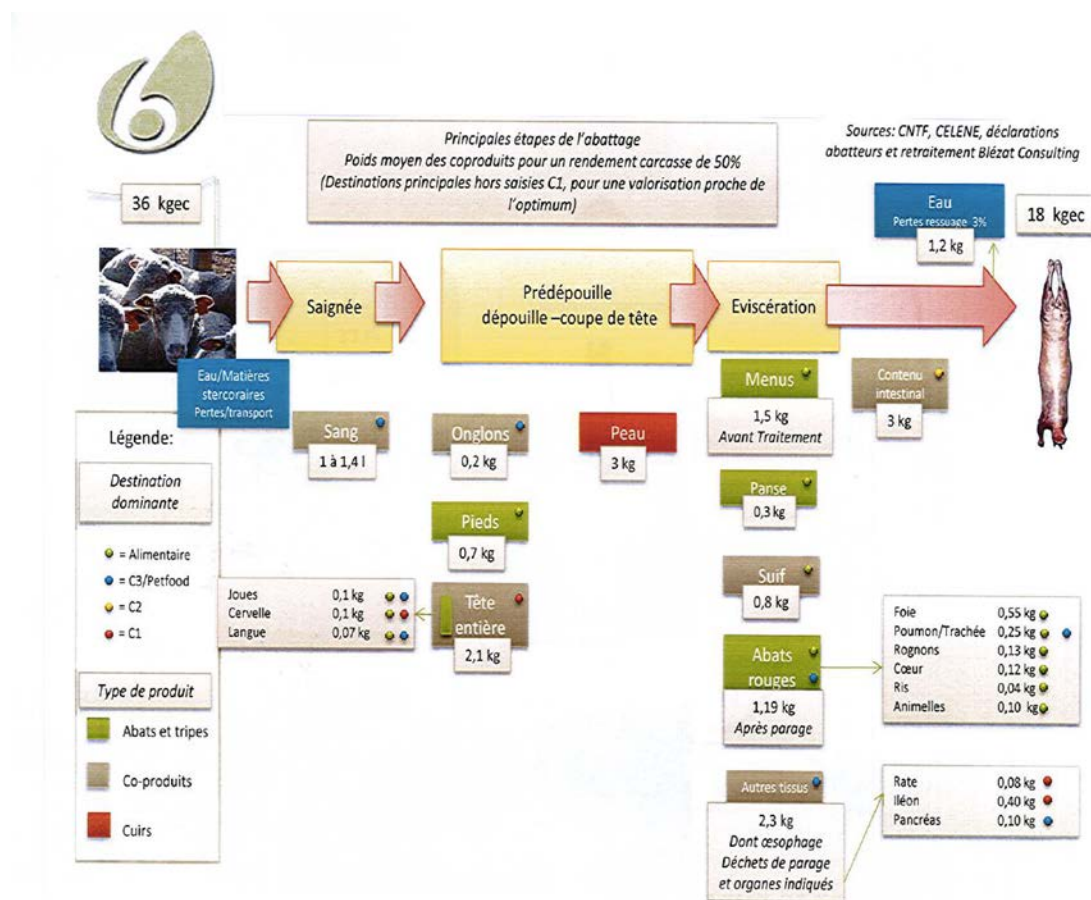 Principales étapes de l'abattage
Poids moyen des coproduits pour un rendement carcasse de 50%
(Destinations principales hors saisies C1, pour une valorisation proche de
l'optimum)
Sources: CNTF, CELENE, déclarations
abatteurs et retraitement Blézat Consulting
36 kgec
Eau
Pertes ressuage 3%
1,2 kg
18 kgec
Saignée
Prédépouille
dépouille –coupe de tête
Eviscération
Eau/Matières
stercoraires
Pertes/transport
Sang
1 à 1,4 l
Onglons
0,2 kg
Peau
3 kg
Menus
1,5 kg
Avant Traitement
Contenu
intestinal
3 kg
Pieds
0,7 kg
Panse
0,3 kg
Suif
0,8 kg
Tête
entière
2,1 kg
Joues 0,1 kg
Cervelle 0,1 kg
Langue 0,07 kg
Abats
rouges
1,19 kg
Après parage
Foie 0,55 kg
Poumon/Trachée 0,25 kg
Rognons 0,13 kg
Cœur 0,12 kg
Ris 0,04 kg
Animelles 0,10 kg
Autres tissus
2,3 kg
Dont œsophage
Déchets de parage
et organes indiqués
Rate 0,08 kg
Iléon 0,40 kg
Pancréas 0,10 kg
Légende:
Destination
dominante
= Alimentaire
= C3/Petfood
= C2
= C1
Type de produit
Abats et tripes
Co-produits
Cuirs